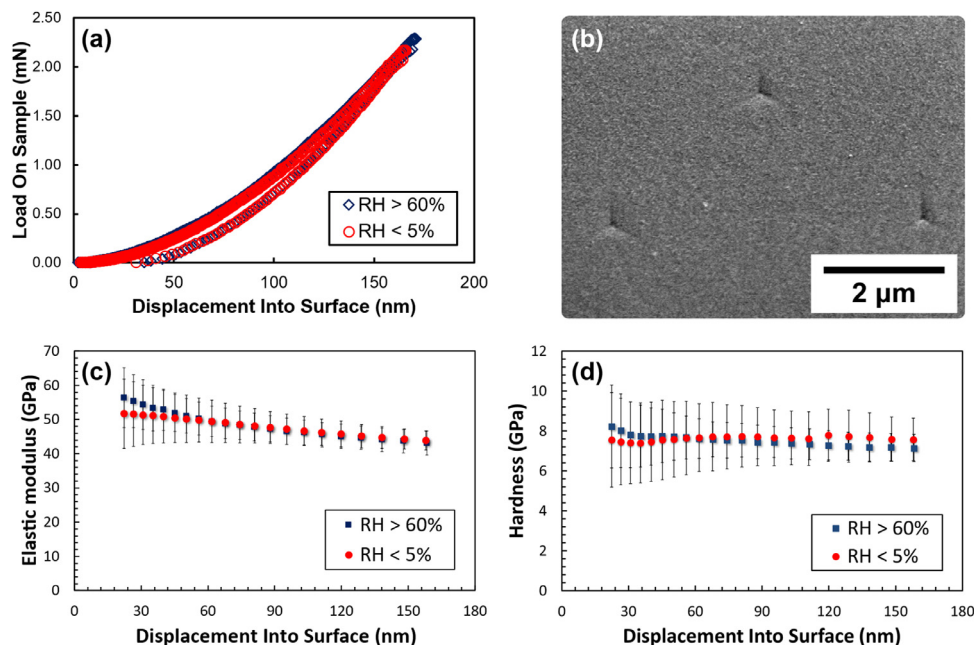 (a)
Load On Sample (mN)
2.50
2.00
1.50
1.00
0.50
0.00
0 50 100 150 200
Displacement Into Surface (nm)
RH > 60%
RH < 5%
(b)
2 μm
(c)
Elastic modulus (GPa)
70
60
50
40
30
20
10
0
0 30 60 90 120 150 180
Displacement Into Surface (nm)
RH > 60%
RH < 5%
(d)
Hardness (GPa)
12
10
8
6
4
2
0
0 30 60 90 120 150 180
Displacement Into Surface (nm)
RH > 60%
RH < 5%